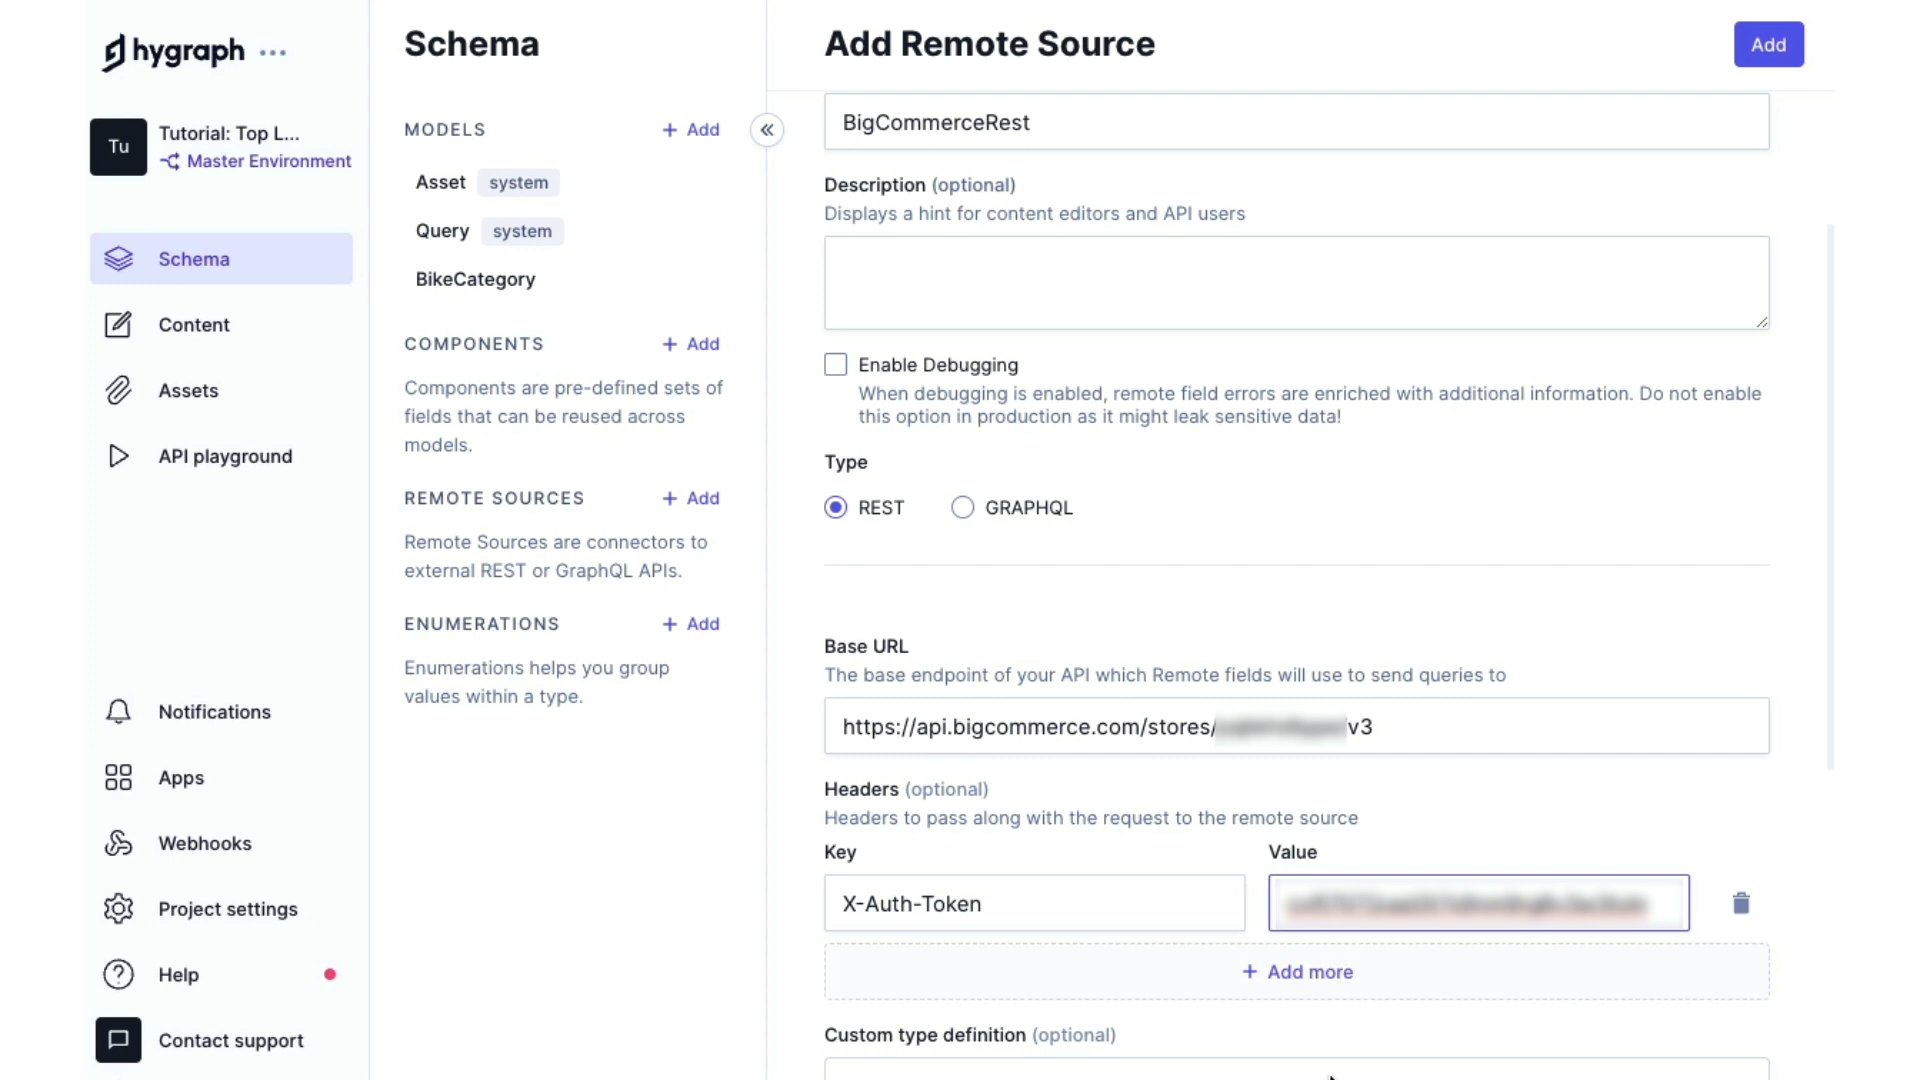 hygraph
Tu
Tutorial: Top L...
Master Environment
Schema
Content
Assets
API playground
Notifications
Apps
Webhooks
Project settings
Help
Contact support
Schema
MODELS
+ Add
Asset system
Query system
BikeCategory
COMPONENTS
+ Add
Components are pre-defined sets of
fields that can be reused across
models.
REMOTE SOURCES
+ Add
Remote Sources are connectors to
external REST or GraphQL APIs.
ENUMERATIONS
+ Add
Enumerations helps you group
values within a type.
Add Remote Source
Add
BigCommerceRest
Description (optional)
Displays a hint for content editors and API users
Enable Debugging
When debugging is enabled, remote field errors are enriched with additional information. Do not enable
this option in production as it might leak sensitive data!
Type
REST
GRAPHQL
Base URL
The base endpoint of your API which Remote fields will use to send queries to
https://api.bigcommerce.com/stores/ v3
Headers (optional)
Headers to pass along with the request to the remote source
Key
Value
X-Auth-Token
+ Add more
Custom type definition (optional)